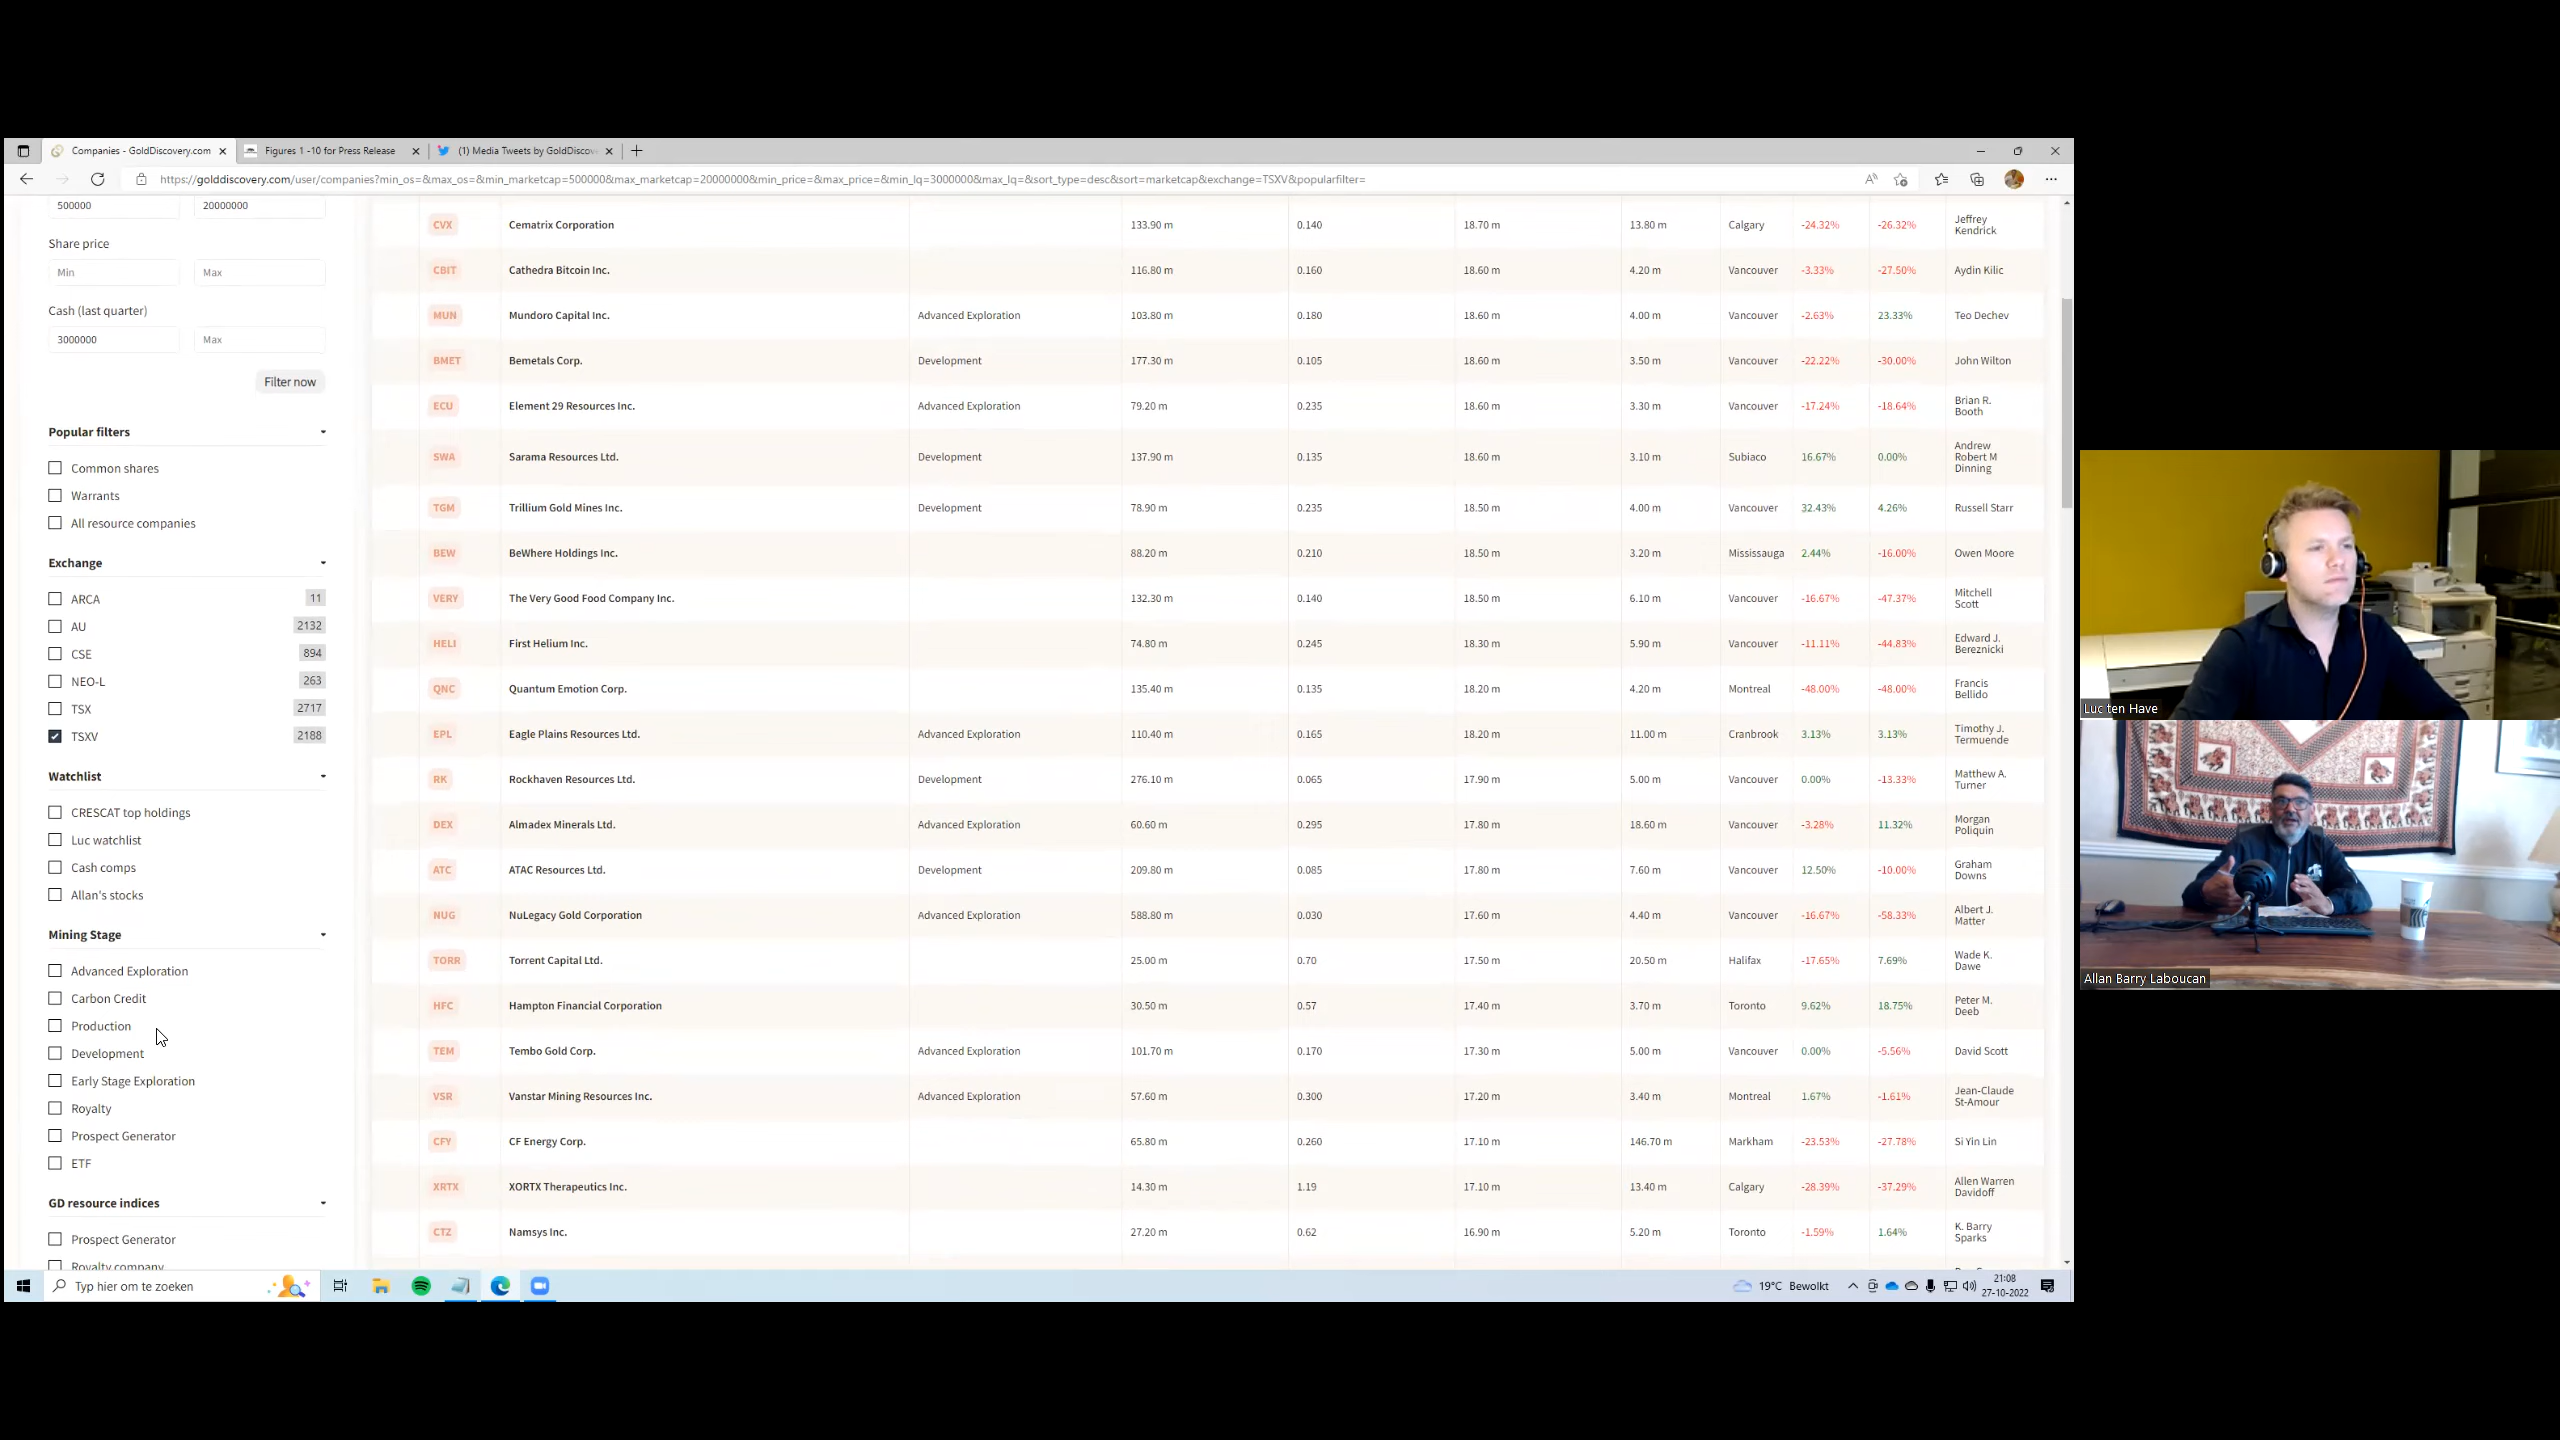 Companies - GoldDiscovery.com
Figures 1 -10 for Press Release
(1) Media Tweets by GoldDiscov
https://golddiscovery.com/user/companies?min_os=&max_os=&min_marketcap=500000&max_marketcap=20000000&min_price=&max_price=&min_lq=3000000&max_lq=&sort_type=desc&sort=marketcap&exchange=TSXV&popularfilter=
500000 20000000
Share price
Min Max
Cash (last quarter)
3000000 Max
Filter now
Popular filters
Common shares
Warrants
All resource companies
Exchange
ARCA 11
AU 2132
CSE 894
NEO-L 263
TSX 2717
TSXV 2188
Watchlist
CRESCAT top holdings
Luc watchlist
Cash comps
Allan's stocks
Mining Stage
Advanced Exploration
Carbon Credit
Production
Development
Early Stage Exploration
Royalty
Prospect Generator
ETF
GD resource indices
Prospect Generator
Royalty company
CVX Cematrix Corporation 133.90 m 0.140 18.70 m 13.80 m Calgary -24.32% -26.32% Jeffrey Kendrick
CBIT Cathedra Bitcoin Inc. 116.80 m 0.160 18.60 m 4.20 m Vancouver -3.33% -27.50% Aydin Kilic
MUN Mundoro Capital Inc. Advanced Exploration 103.80 m 0.180 18.60 m 4.00 m Vancouver -2.63% 23.33% Teo Dechev
BMET Bemetals Corp. Development 177.30 m 0.105 18.60 m 3.50 m Vancouver -22.22% -30.00% John Wilton
ECU Element 29 Resources Inc. Advanced Exploration 79.20 m 0.235 18.60 m 3.30 m Vancouver -17.24% -18.64% Brian R. Booth
SWA Sarama Resources Ltd. Development 137.90 m 0.135 18.60 m 3.10 m Subiaco 16.67% 0.00% Andrew Robert M Dinning
TGM Trillium Gold Mines Inc. Development 78.90 m 0.235 18.50 m 4.00 m Vancouver 32.43% 4.26% Russell Starr
BEW BeWhere Holdings Inc. 88.20 m 0.210 18.50 m 3.20 m Mississauga 2.44% -16.00% Owen Moore
VERY The Very Good Food Company Inc. 132.30 m 0.140 18.50 m 6.10 m Vancouver -16.67% -47.37% Mitchell Scott
HELI First Helium Inc. 74.80 m 0.245 18.30 m 5.90 m Vancouver -11.11% -44.83% Edward J. Bereznicki
QNC Quantum Emotion Corp. 135.40 m 0.135 18.20 m 4.20 m Montreal -48.00% -48.00% Francis Bellido
EPL Eagle Plains Resources Ltd. Advanced Exploration 110.40 m 0.165 18.20 m 11.00 m Cranbrook 3.13% 3.13% Timothy J. Termuende
RK Rockhaven Resources Ltd. Development 276.10 m 0.065 17.90 m 5.00 m Vancouver 0.00% -13.33% Matthew A. Turner
DEX Almadex Minerals Ltd. Advanced Exploration 60.60 m 0.295 17.80 m 18.60 m Vancouver -3.28% 11.32% Morgan Poliquin
ATC ATAC Resources Ltd. Development 209.80 m 0.085 17.80 m 7.60 m Vancouver 12.50% -10.00% Graham Downs
NUG NuLegacy Gold Corporation Advanced Exploration 588.80 m 0.030 17.60 m 4.40 m Vancouver -16.67% -58.33% Albert J. Matter
TORR Torrent Capital Ltd. 25.00 m 0.70 17.50 m 20.50 m Halifax -17.65% 7.69% Wade K. Dawe
HFC Hampton Financial Corporation 30.50 m 0.57 17.40 m 3.70 m Toronto 9.62% 18.75% Peter M. Deeb
TEM Tembo Gold Corp. Advanced Exploration 101.70 m 0.170 17.30 m 5.00 m Vancouver 0.00% -5.56% David Scott
VSR Vanstar Mining Resources Inc. Advanced Exploration 57.60 m 0.300 17.20 m 3.40 m Montreal 1.67% -1.61% Jean-Claude St-Amour
CFY CF Energy Corp. 65.80 m 0.260 17.10 m 146.70 m Markham -23.53% -27.78% Si Yin Lin
XRTX XORTX Therapeutics Inc. 14.30 m 1.19 17.10 m 13.40 m Calgary -28.39% -37.29% Allen Warren Davidoff
CTZ Namsys Inc. 27.20 m 0.62 16.90 m 5.20 m Toronto -1.59% 1.64% K. Barry Sparks
Luc ten Have
Allan Barry Laboucan
Typ hier om te zoeken
19°C Bewolkt
21:08
27-10-2022